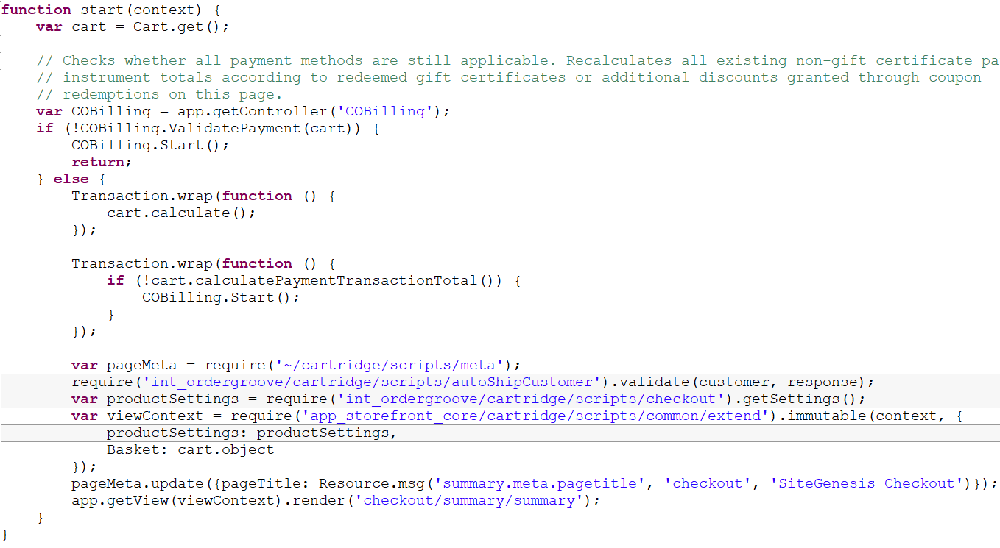 function start(context) {
    var cart = Cart.get();

    // Checks whether all payment methods are still applicable. Recalculates all existing non-gift certificate pa
    // instrument totals according to redeemed gift certificates or additional discounts granted through coupon
    // redemptions on this page.
    var COBilling = app.getController('COBilling');
    if (!COBilling.ValidatePayment(cart)) {
        COBilling.Start();
        return;
    } else {
        Transaction.wrap(function () {
            cart.calculate();
        });

        Transaction.wrap(function () {
            if (!cart.calculatePaymentTransactionTotal()) {
                COBilling.Start();
            }
        });

        var pageMeta = require('~/cartridge/scripts/meta');
        require('int_ordergroove/cartridge/scripts/autoShipCustomer').validate(customer, response);
        var productSettings = require('int_ordergroove/cartridge/scripts/checkout').getSettings();
        var viewContext = require('app_storefront_core/cartridge/scripts/common/extend').immutable(context, {
            productSettings: productSettings,
            Basket: cart.object
        });
        pageMeta.update({pageTitle: Resource.msg('summary.meta.pagetitle', 'checkout', 'SiteGenesis Checkout')});
        app.getView(viewContext).render('checkout/summary/summary');
    }
}